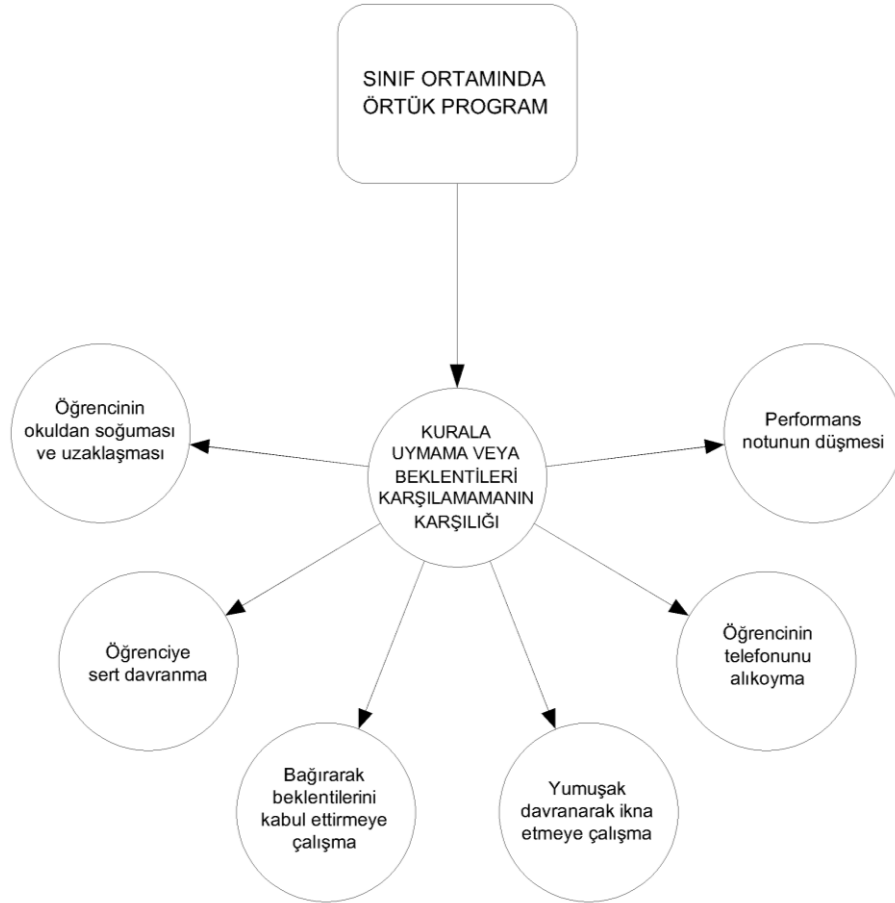 SINIF ORTAMINDA
ÖRTÜK PROGRAM
KURALA
UYMAMA VEYA
BEKLENTİLERİ
KARŞILAMAMANIN
KARŞILIĞI
Öğrencinin
okuldan soğuması
ve uzaklaşması
Performans
notunun düşmesi
Öğrenciye
sert davranma
Öğrencinin
telefonunu
alıkoyma
Bağırarak
beklentilerini
kabul ettirmeye
çalışma
Yumuşak
davranarak ikna
etmeye çalışma